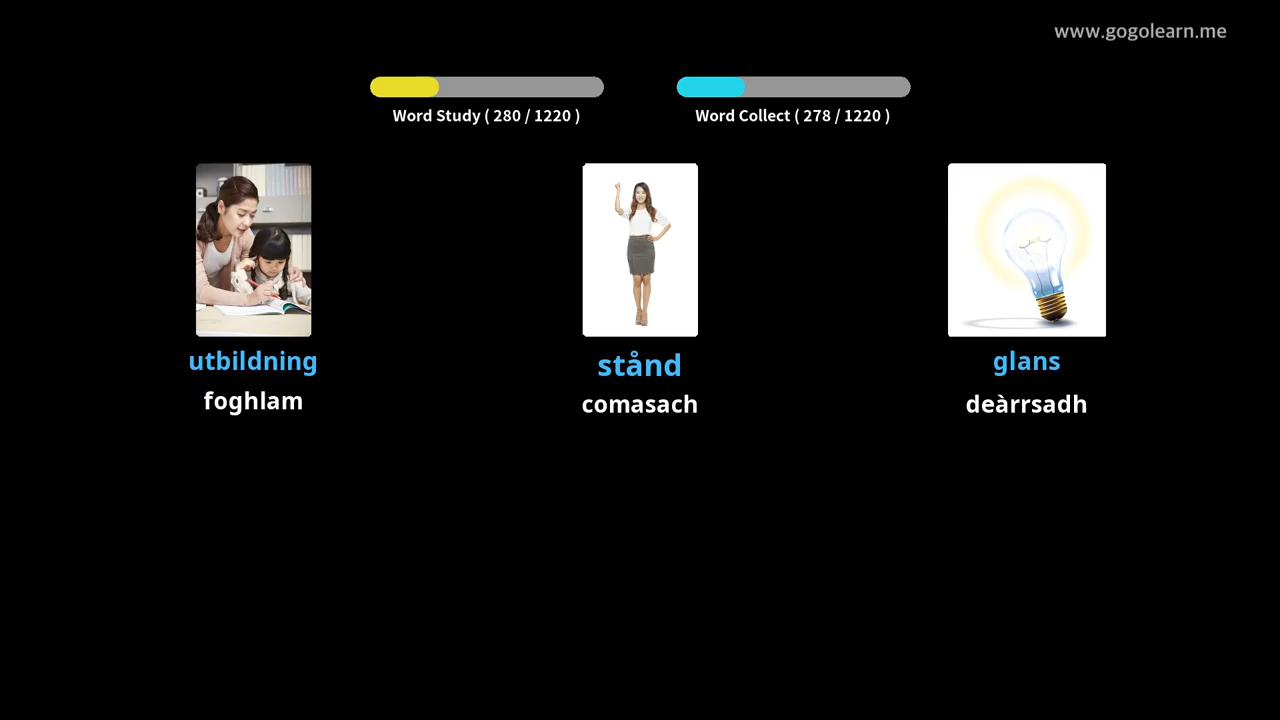 www.gogolearn.me
Word Study ( 280 / 1220 )
Word Collect ( 278 / 1220 )
utbildning
foghlam
stånd
comasach
glans
deàrrsadh